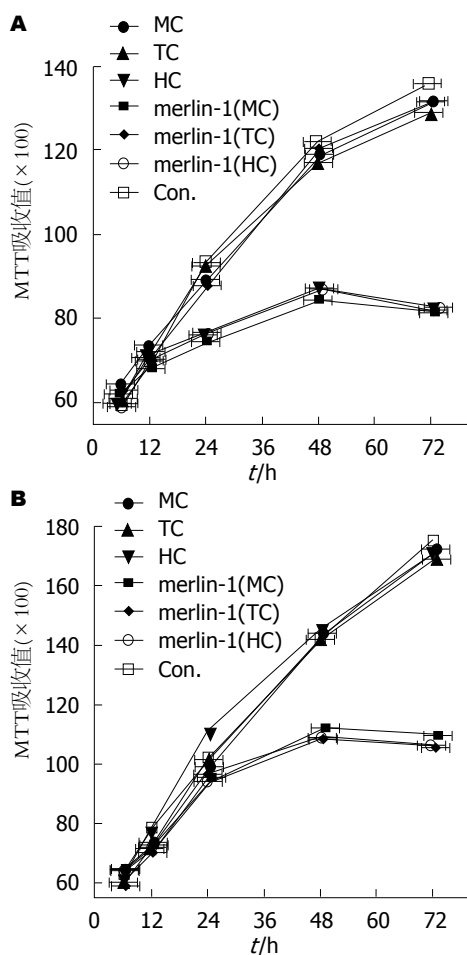 A
MC
TC
HC
merlin-1(MC)
merlin-1(TC)
merlin-1(HC)
Con.
MTT吸收值(×100)
140
120
100
80
60
0 12 24 36 48 60 72
t/h
B
MC
TC
HC
merlin-1(MC)
merlin-1(TC)
merlin-1(HC)
Con.
MTT吸收值(×100)
180
160
140
120
100
80
60
0 12 24 36 48 60 72
t/h